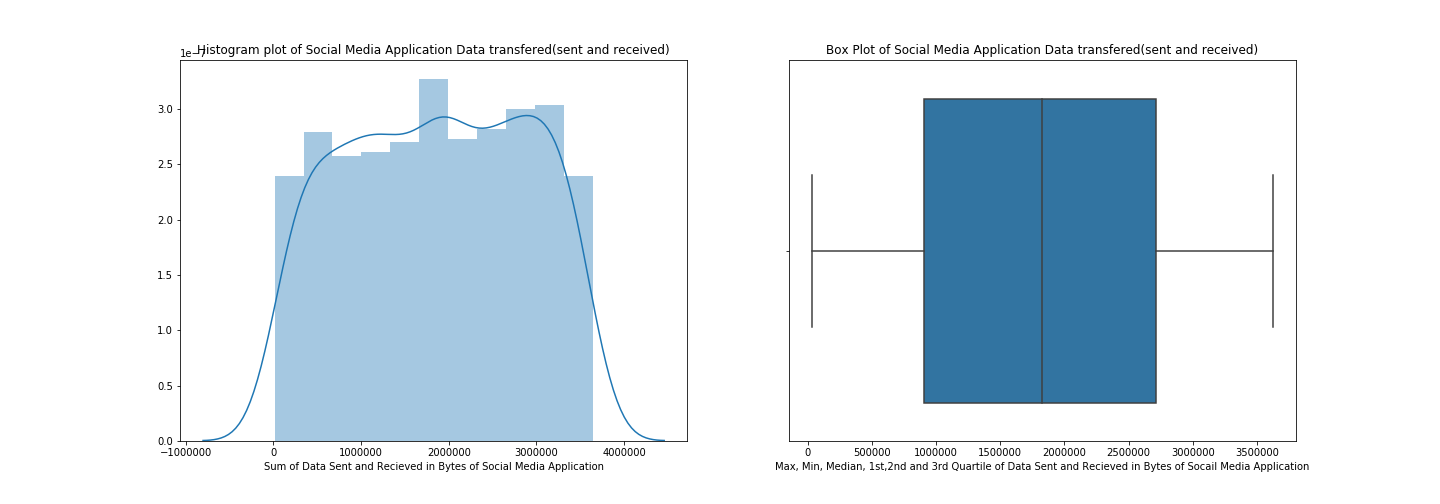 Histogram plot of Social Media Application Data transfered(sent and received)
1e−7
3.0
2.5
2.0
1.5
1.0
0.5
0.0
−1000000 0 1000000 2000000 3000000 4000000
Sum of Data Sent and Recieved in Bytes of Social Media Application
Box Plot of Social Media Application Data transfered(sent and received)
0 500000 1000000 1500000 2000000 2500000 3000000 3500000
Max, Min, Median, 1st,2nd and 3rd Quartile of Data Sent and Recieved in Bytes of Socail Media Application